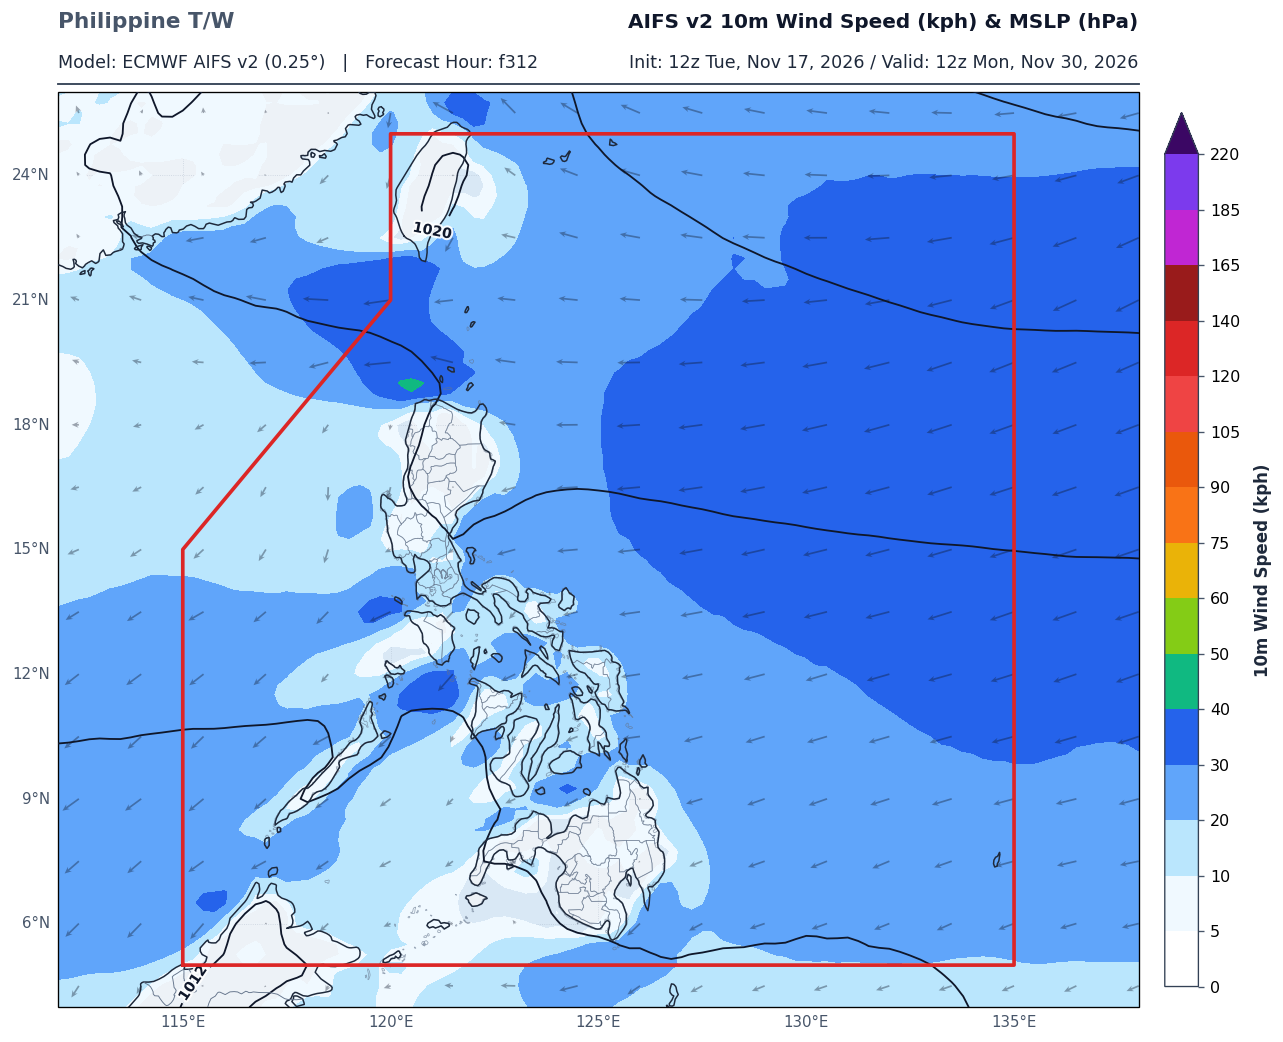 Philippine T/W
AIFS v2 10m Wind Speed (kph) & MSLP (hPa)
Model: ECMWF AIFS v2 (0.25°)   |   Forecast Hour: f312
Init: 12z Tue, Nov 17, 2026 / Valid: 12z Mon, Nov 30, 2026
24°N
21°N
18°N
15°N
12°N
9°N
6°N
115°E
120°E
125°E
130°E
135°E
1020
1012
220
185
165
140
120
105
90
75
60
50
40
30
20
10
5
0
10m Wind Speed (kph)